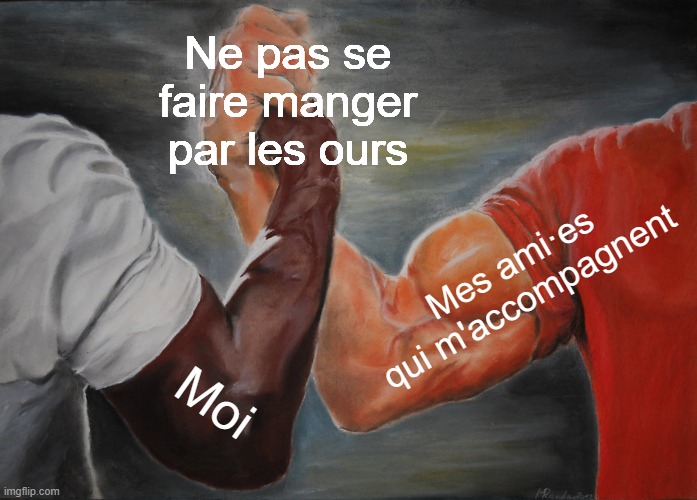 Ne pas se
faire manger
par les ours
Mes ami·es
qui m'accompagnent
Moi
imgflip.com